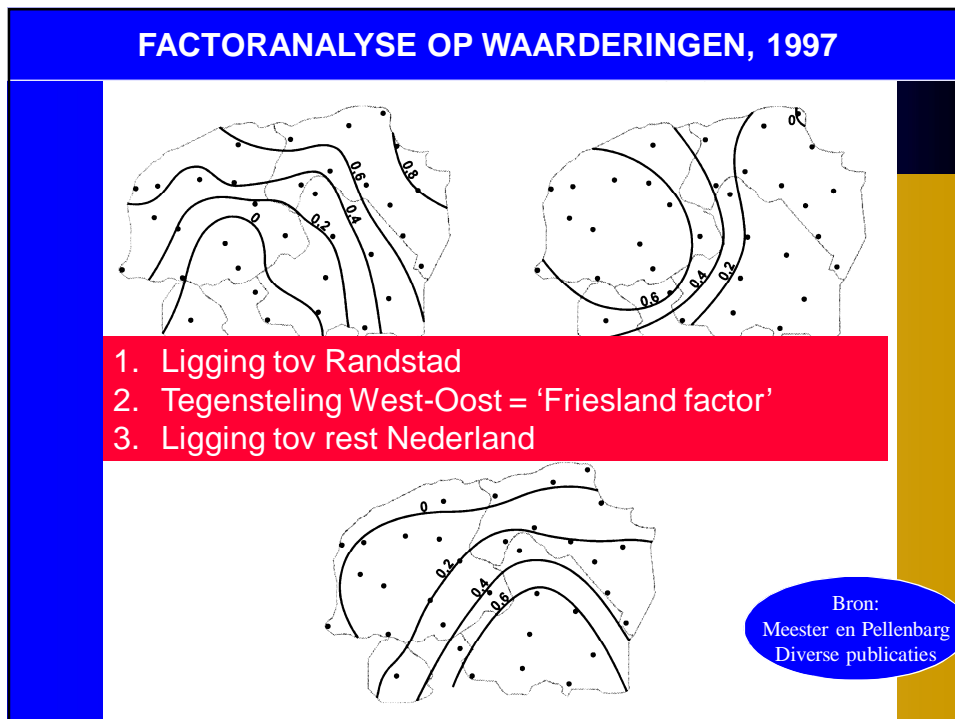 FACTORANALYSE OP WAARDERINGEN, 1997
0
0,2
0,4
0,6
0,8
0
0,2
0,4
0,6
1. Ligging tov Randstad
2. Tegensteling West-Oost = ‘Friesland factor’
3. Ligging tov rest Nederland
0
0,2
0,4
0,6
Bron:
Meester en Pellenbarg
Diverse publicaties